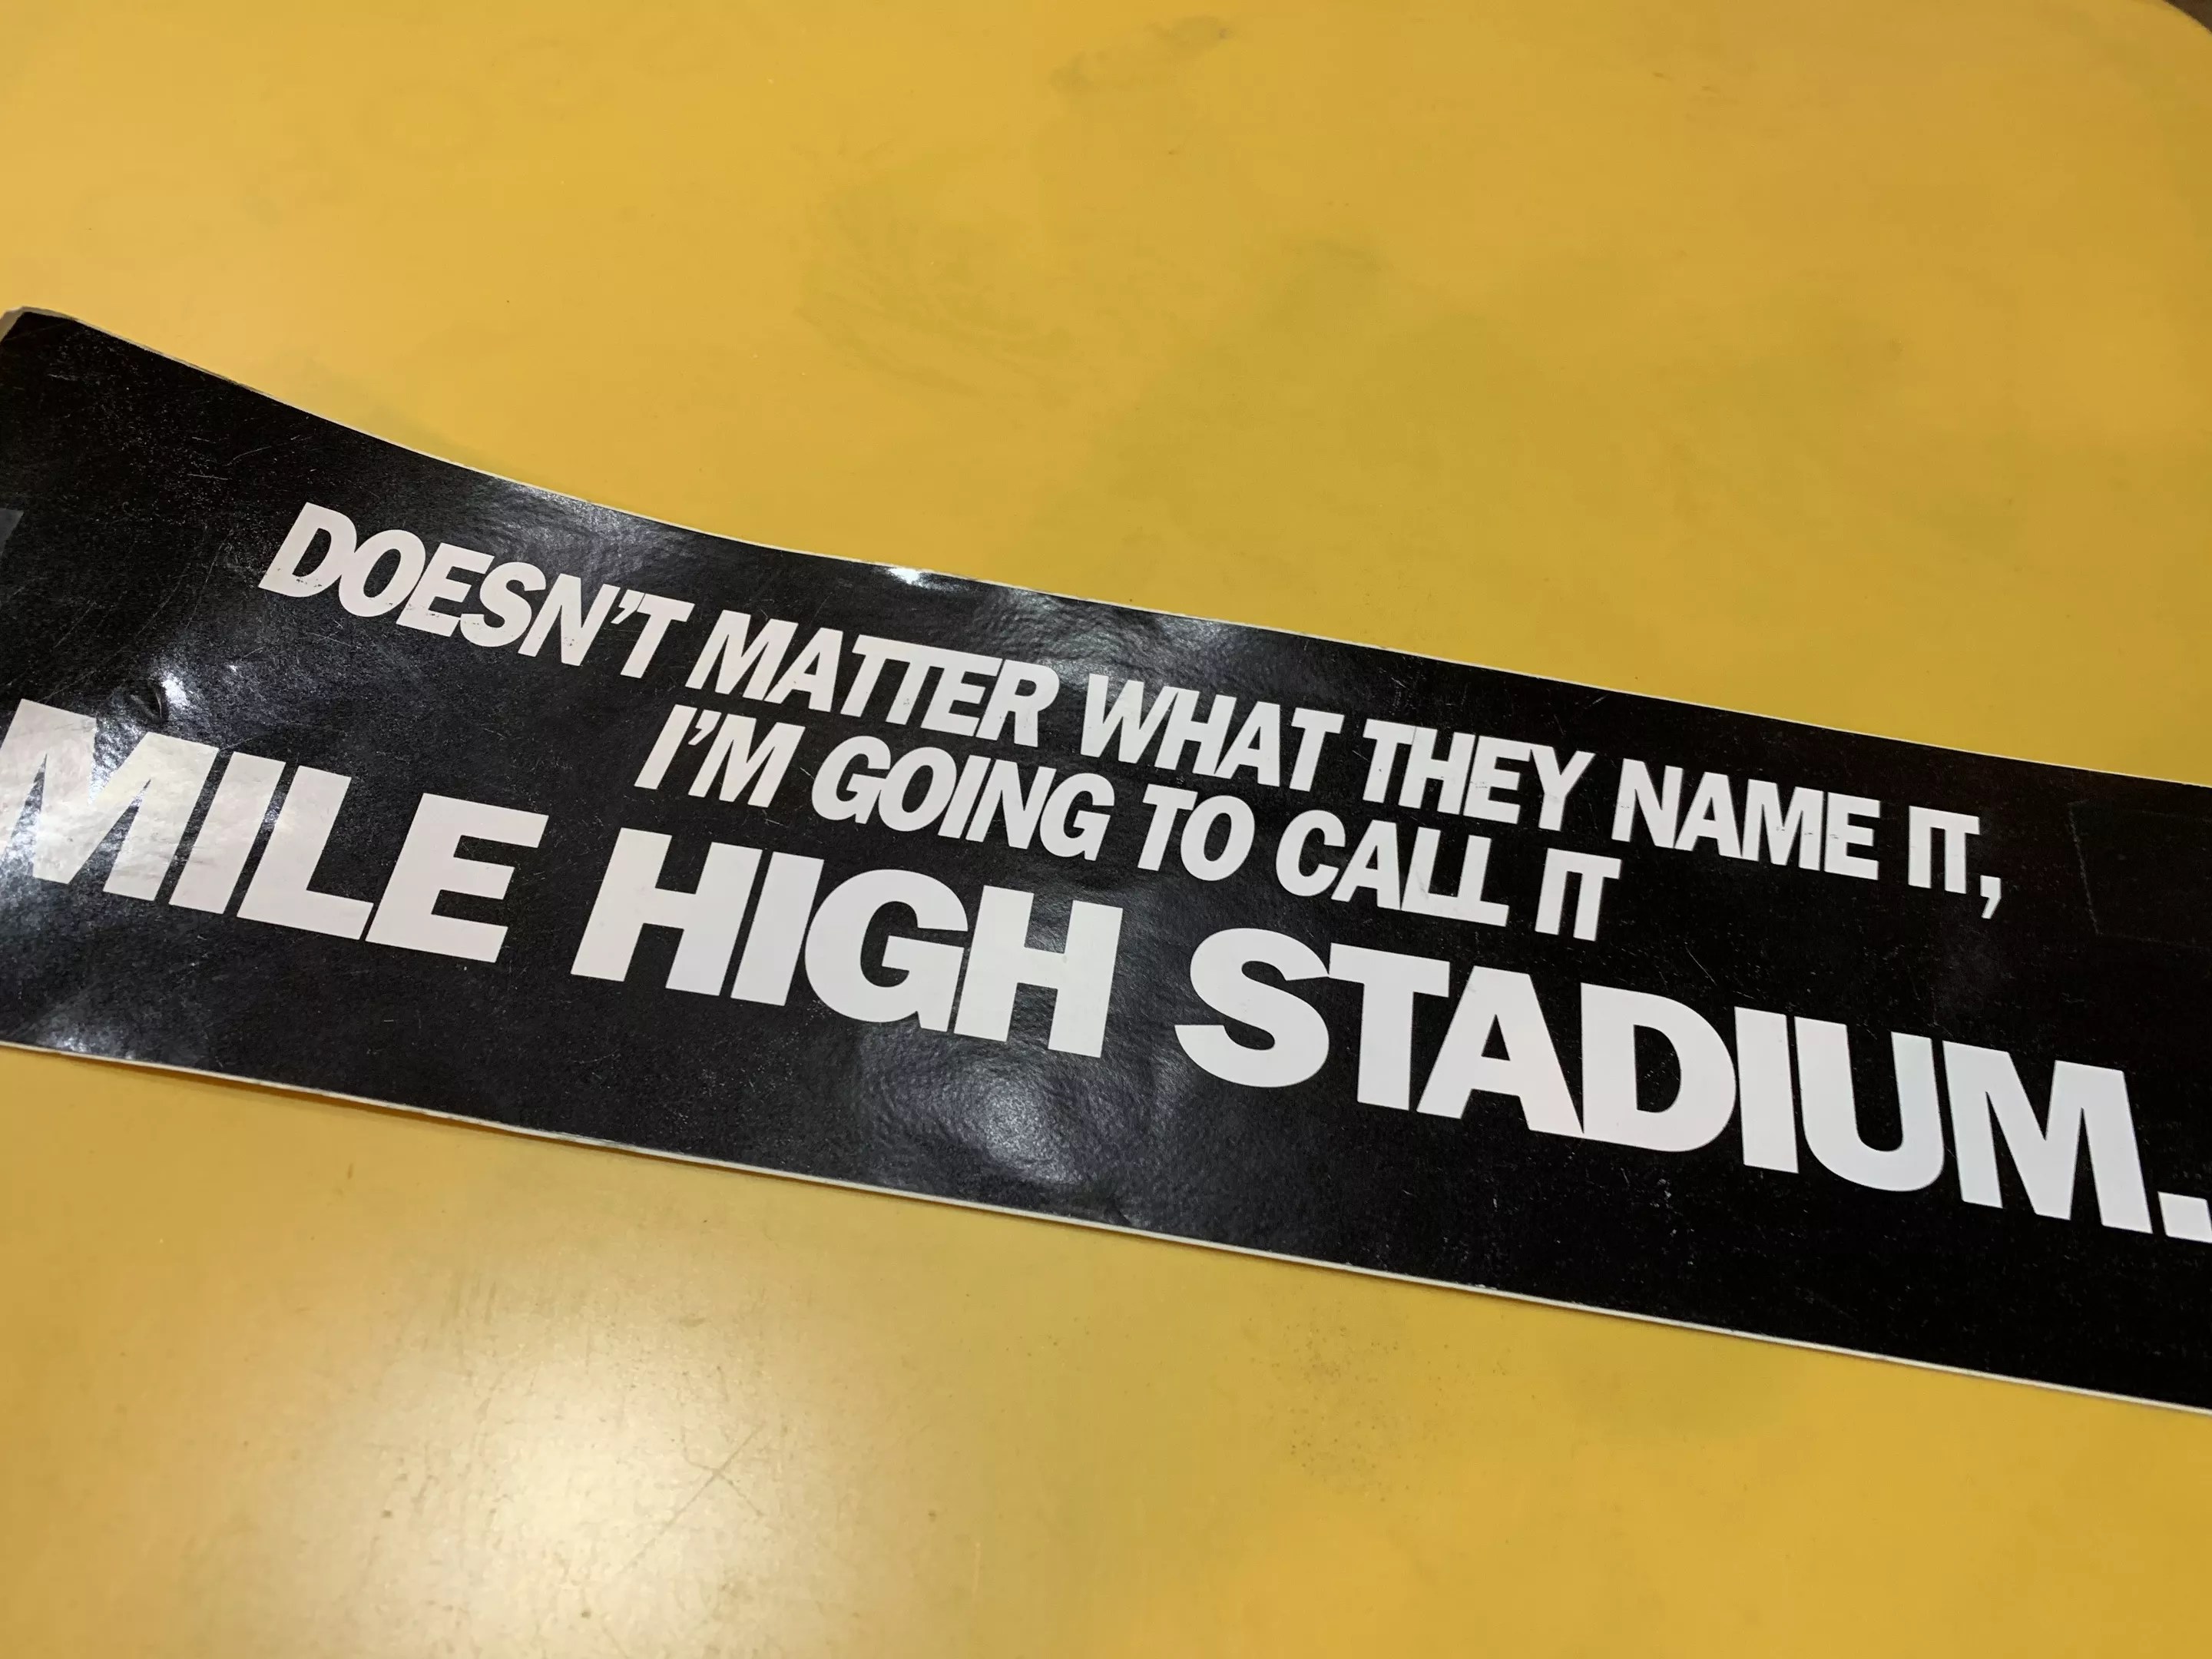 DOESN'T MATTER WHAT THEY NAME IT,
I'M GOING TO CALL IT
MILE HIGH STADIUM.